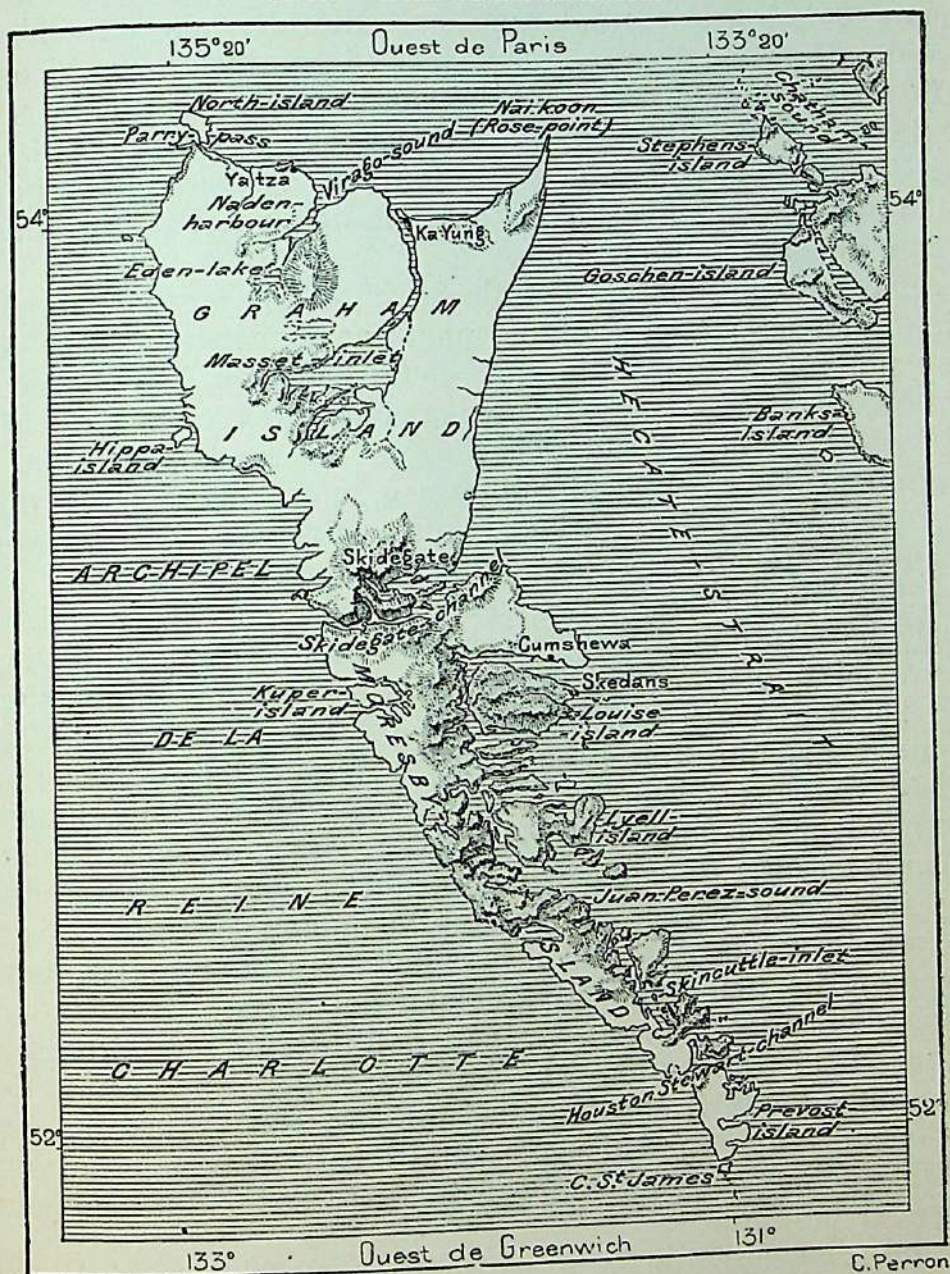 135°20' Ouest de Paris 133°20'
North-island
Nai-koon
(Rose-point)
Parry-pass
Virago-sound
Chatham-
sound
Stephens-
island
Ya tza
Naden-
harbour
54° 54°
Ka Yung
Eden-lake
Goschen-island
GRAHAM
Masset-inlet
HECATE-STRAIT
Banks-
island
ISLAND
Hippa-
island
Skidegate
ARCHIPEL
Skidegate-channel
Cumshewa
Skedans
Kuper-
island
Louise-
island
MORESBY
DE LA
Lyell-
island
REINE
Juan-Perez-sound
ISLAND
Skincuttle-inlet
CHARLOTTE
Houston Stewart-channel
52° 52°
Prevost-
island
C. St James
133° Ouest de Greenwich 131°
C. Perron